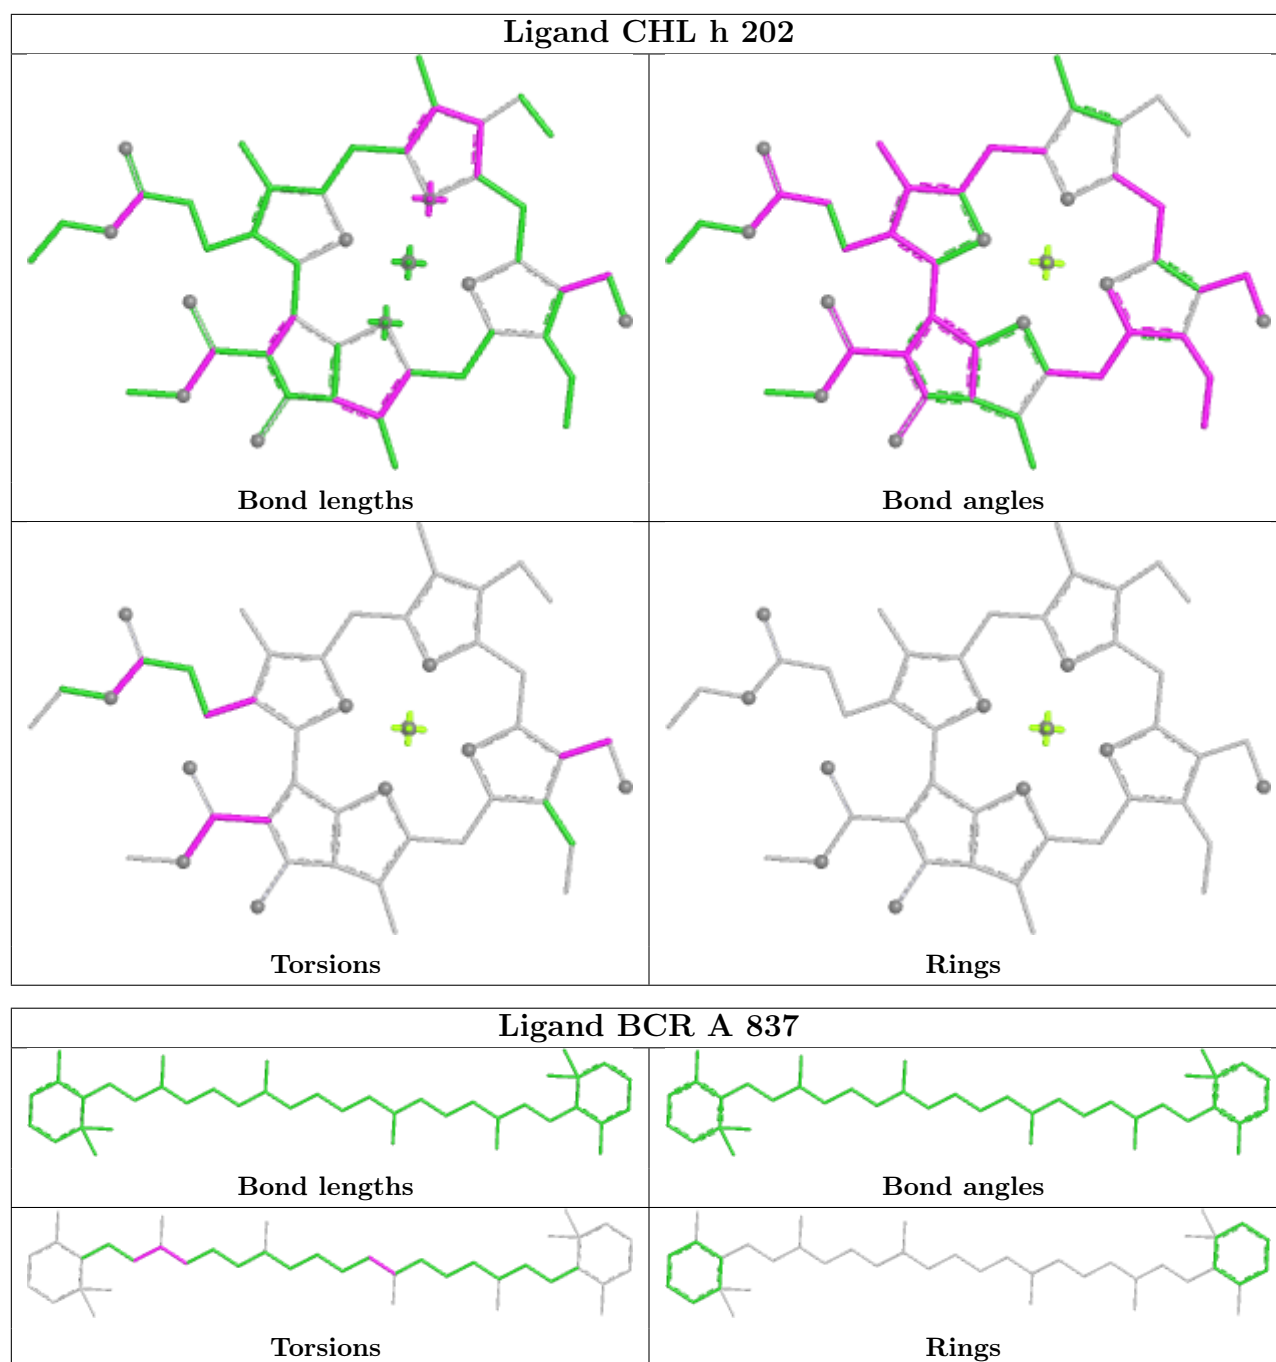 Ligand CHL h 202
Bond lengths
Bond angles
Torsions
Rings
Ligand BCR A 837
Bond lengths
Bond angles
Torsions
Rings